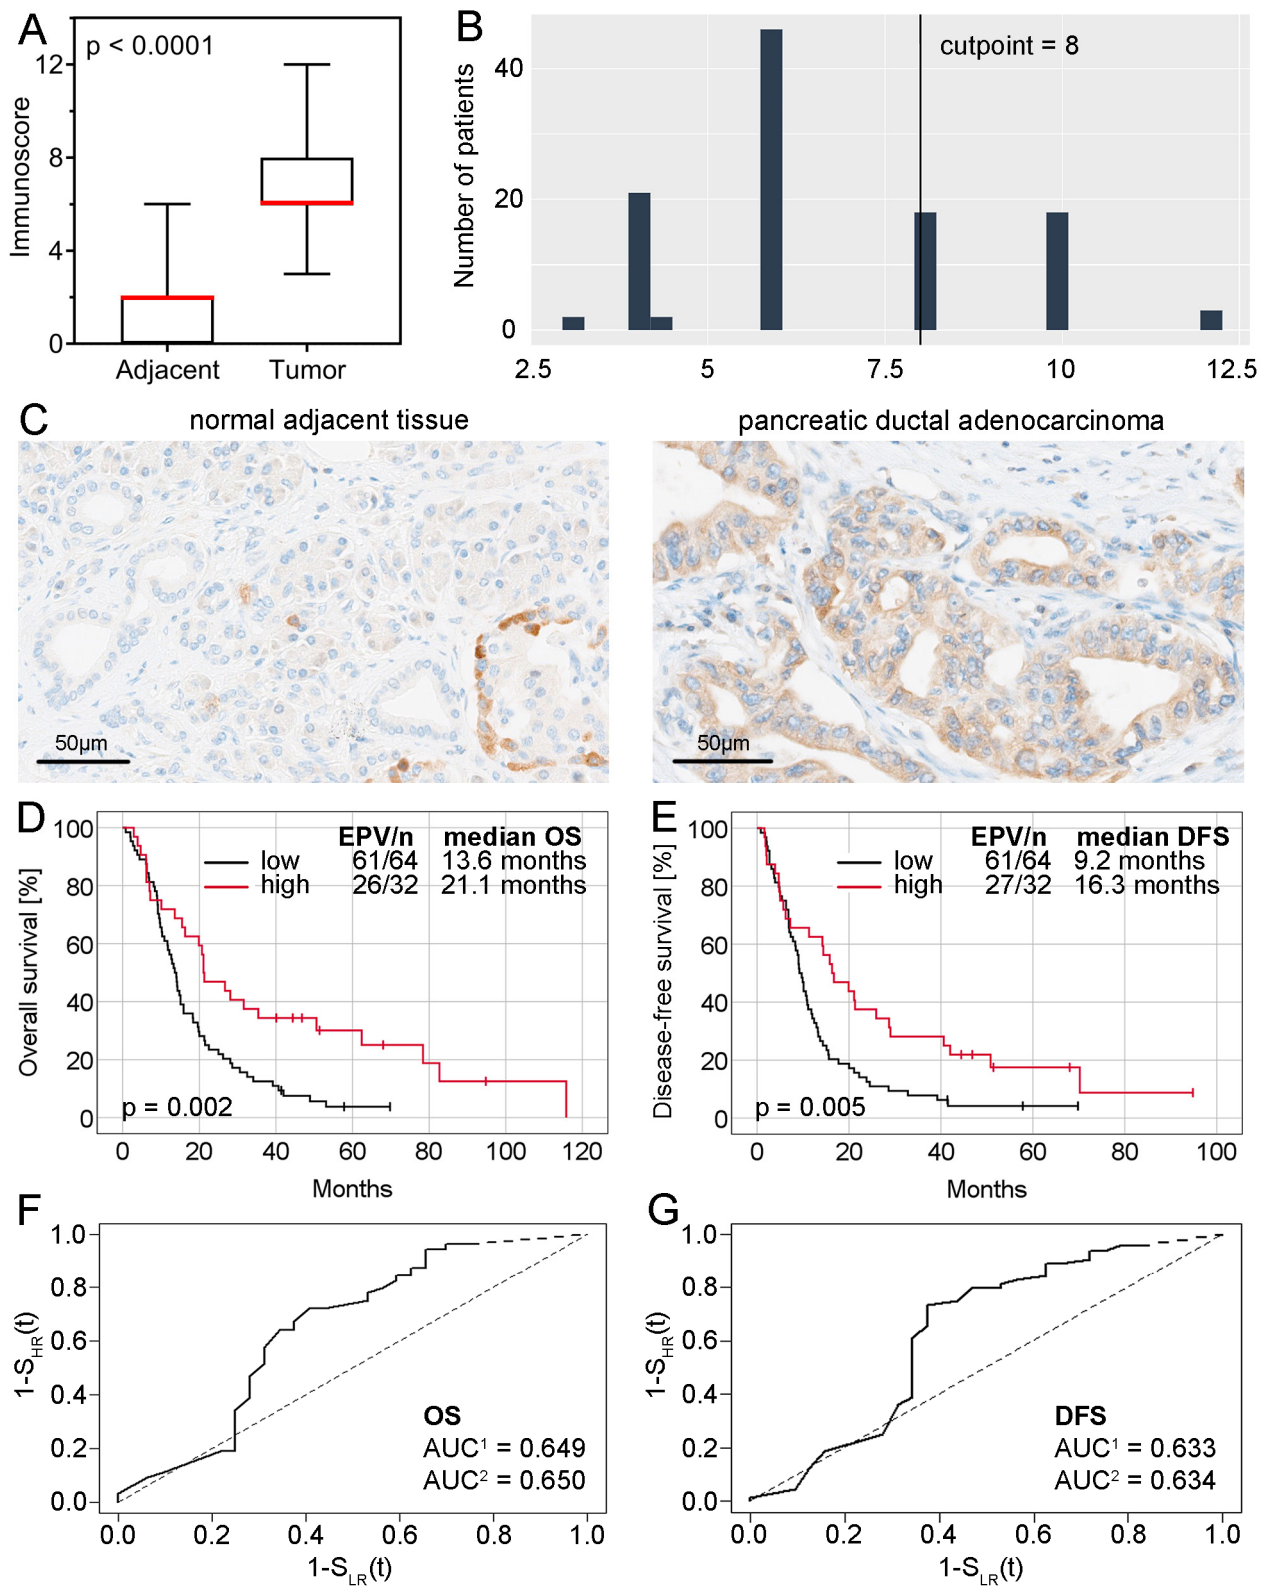 A
p < 0.0001
Immunoscore
12
8
4
0
Adjacent Tumor
B
cutpoint = 8
Number of patients
40
20
0
2.5 5 7.5 10 12.5
C
normal adjacent tissue
50µm
pancreatic ductal adenocarcinoma
50µm
D
EPV/n median OS
low 61/64 13.6 months
high 26/32 21.1 months
Overall survival [%]
100
80
60
40
20
0
p = 0.002
0 20 40 60 80 100 120
Months
E
EPV/n median DFS
low 61/64 9.2 months
high 27/32 16.3 months
Disease-free survival [%]
100
80
60
40
20
0
p = 0.005
0 20 40 60 80 100
Months
F
1-S_HR(t)
1.0
0.8
0.6
0.4
0.2
0.0
OS
AUC¹ = 0.649
AUC² = 0.650
0.0 0.2 0.4 0.6 0.8 1.0
1-S_LR(t)
G
1-S_HR(t)
1.0
0.8
0.6
0.4
0.2
0.0
DFS
AUC¹ = 0.633
AUC² = 0.634
0.0 0.2 0.4 0.6 0.8 1.0
1-S_LR(t)